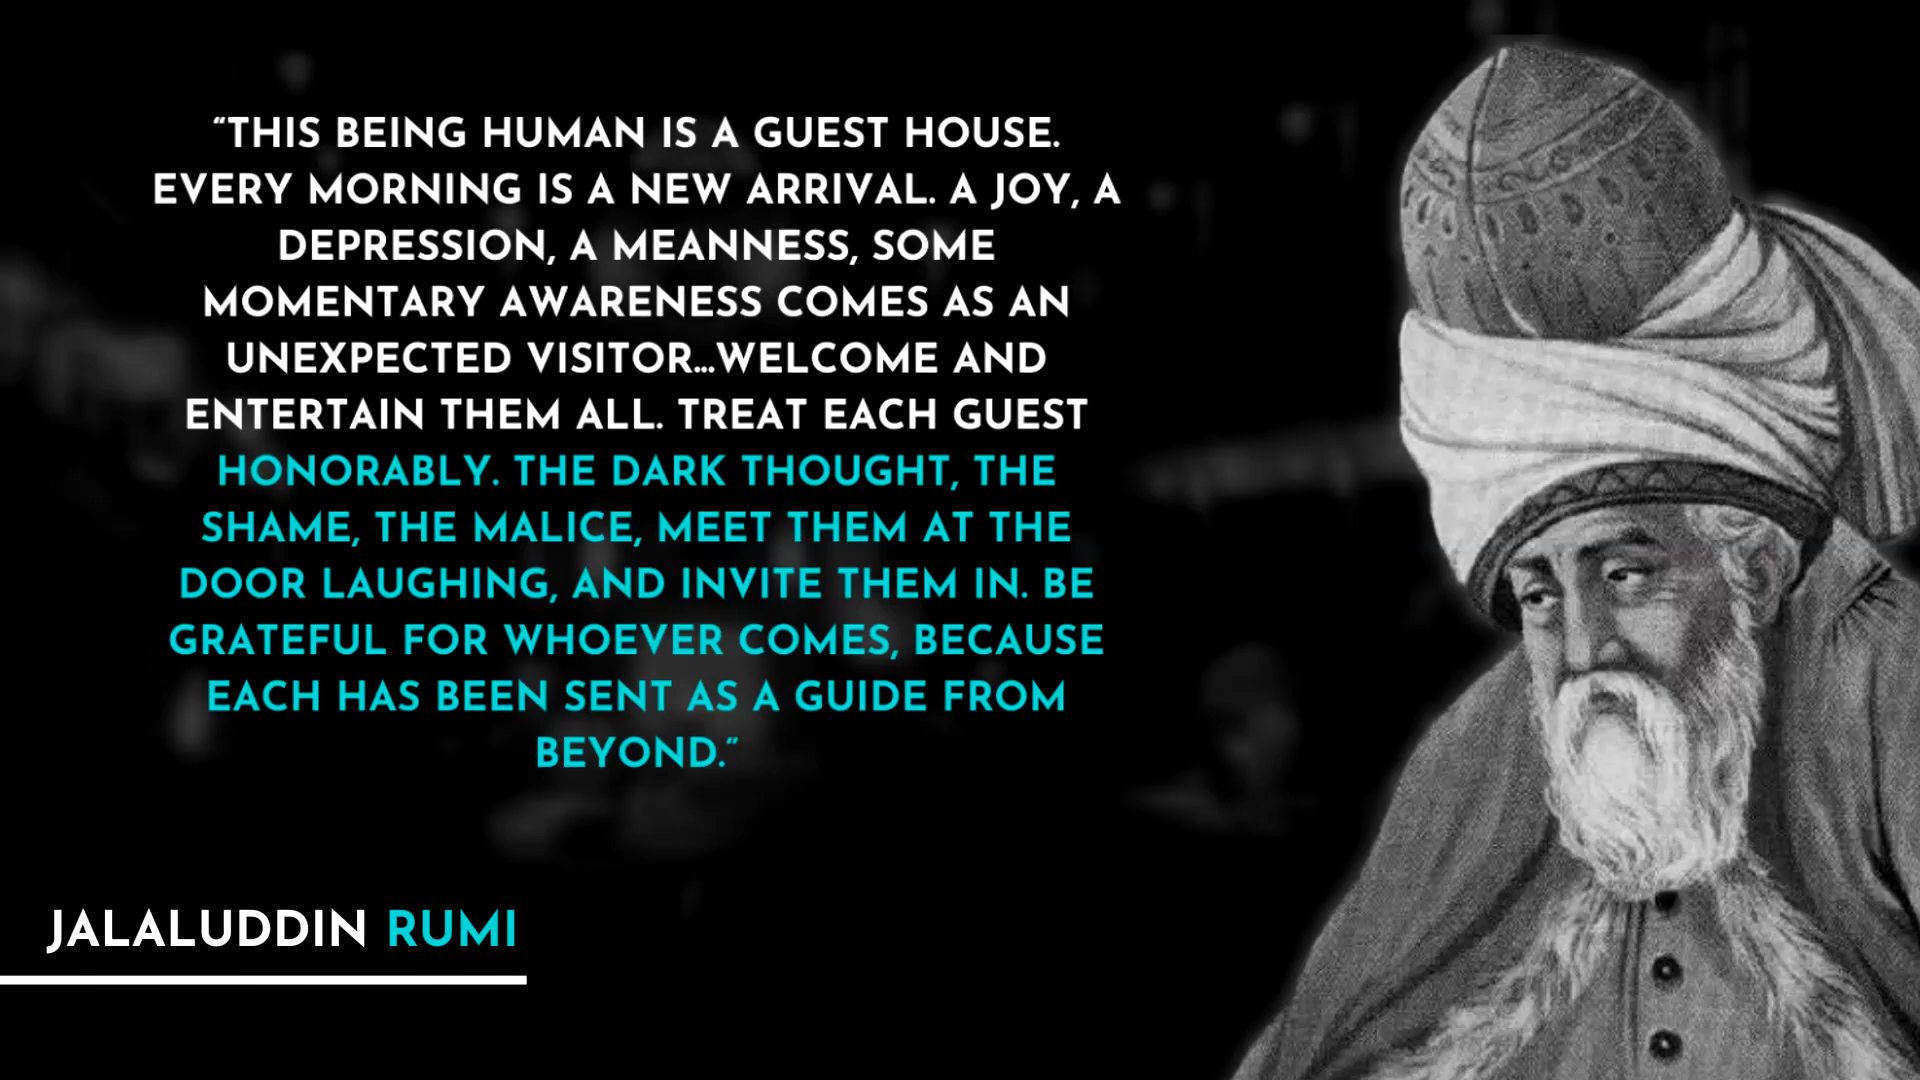 “THIS BEING HUMAN IS A GUEST HOUSE.
EVERY MORNING IS A NEW ARRIVAL. A JOY, A
DEPRESSION, A MEANNESS, SOME
MOMENTARY AWARENESS COMES AS AN
UNEXPECTED VISITOR...WELCOME AND
ENTERTAIN THEM ALL. TREAT EACH GUEST
HONORABLY. THE DARK THOUGHT, THE
SHAME, THE MALICE, MEET THEM AT THE
DOOR LAUGHING, AND INVITE THEM IN. BE
GRATEFUL FOR WHOEVER COMES, BECAUSE
EACH HAS BEEN SENT AS A GUIDE FROM
BEYOND.”
JALALUDDIN RUMI